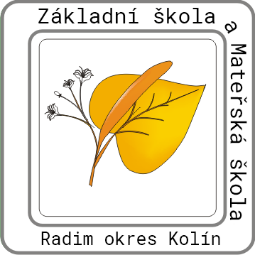 Základní škola
a Mateřská škola
Radim okres Kolín